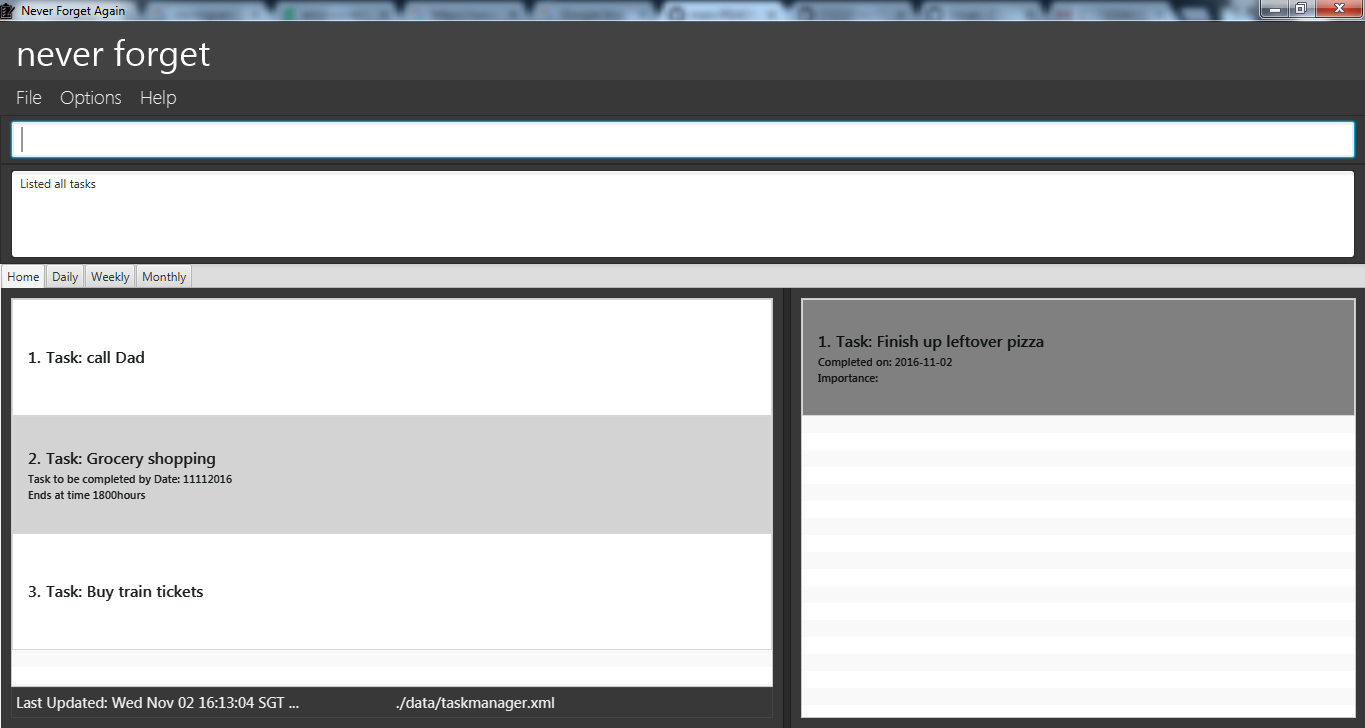 Never Forget Again
never forget
File Options Help
Listed all tasks
Home Daily Weekly Monthly
1. Task: call Dad
2. Task: Grocery shopping
Task to be completed by Date: 11112016
Ends at time 1800hours
3. Task: Buy train tickets
1. Task: Finish up leftover pizza
Completed on: 2016-11-02
Importance:
Last Updated: Wed Nov 02 16:13:04 SGT ...
./data/taskmanager.xml